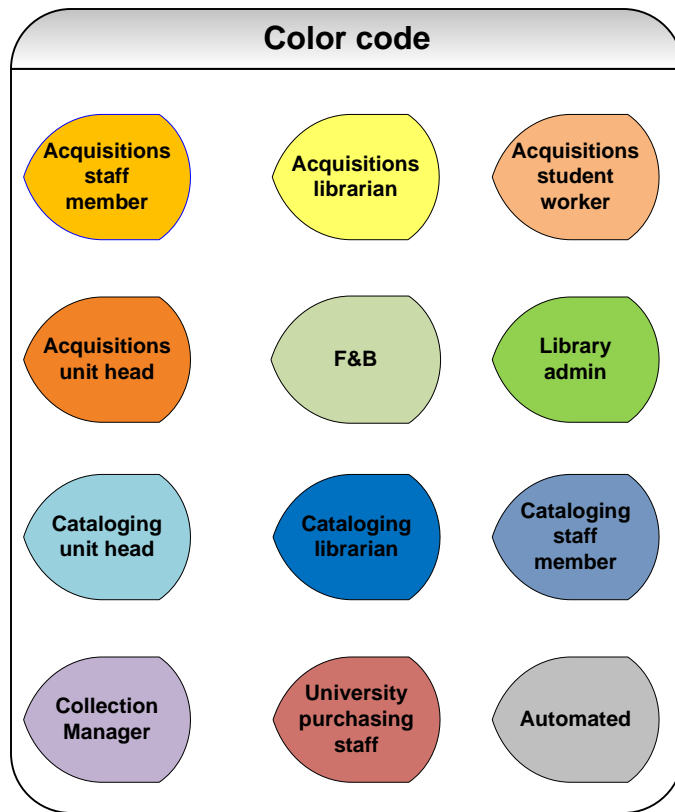 Color code
Acquisitions
staff
member
Acquisitions
librarian
Acquisitions
student
worker
Acquisitions
unit head
F&B
Library
admin
Cataloging
unit head
Cataloging
librarian
Cataloging
staff
member
Collection
Manager
University
purchasing
staff
Automated